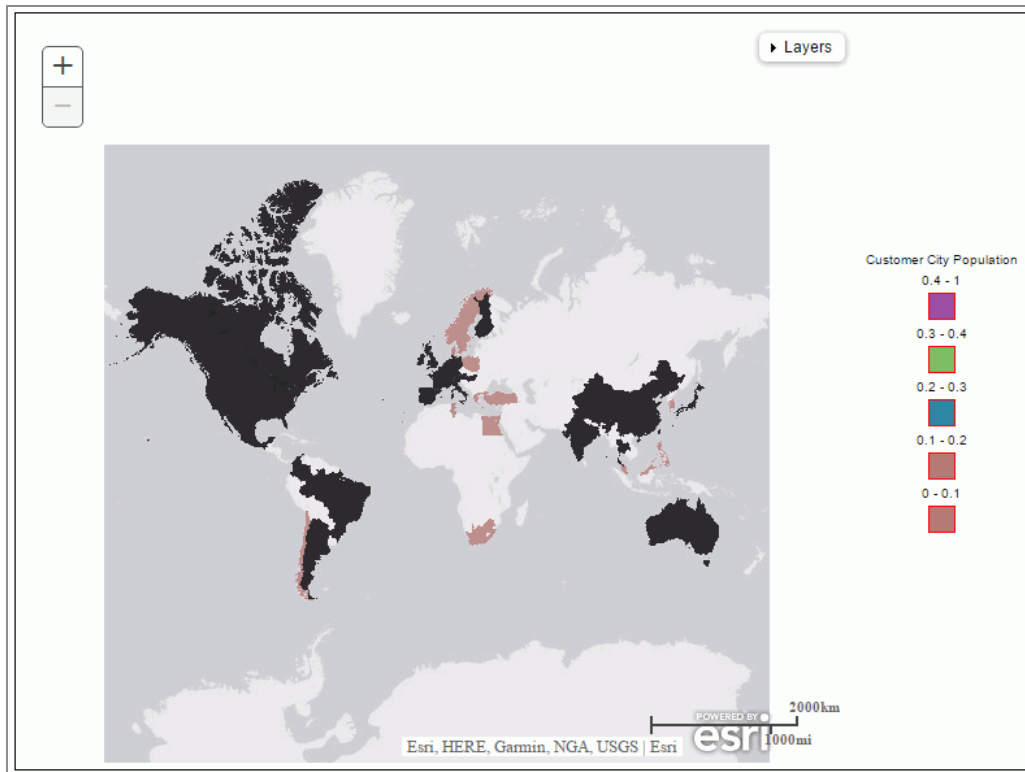 +
−
Layers
Customer City Population
0.4 - 1
0.3 - 0.4
0.2 - 0.3
0.1 - 0.2
0 - 0.1
2000km
1000mi
POWERED BY
esri
Esri, HERE, Garmin, NGA, USGS | Esri